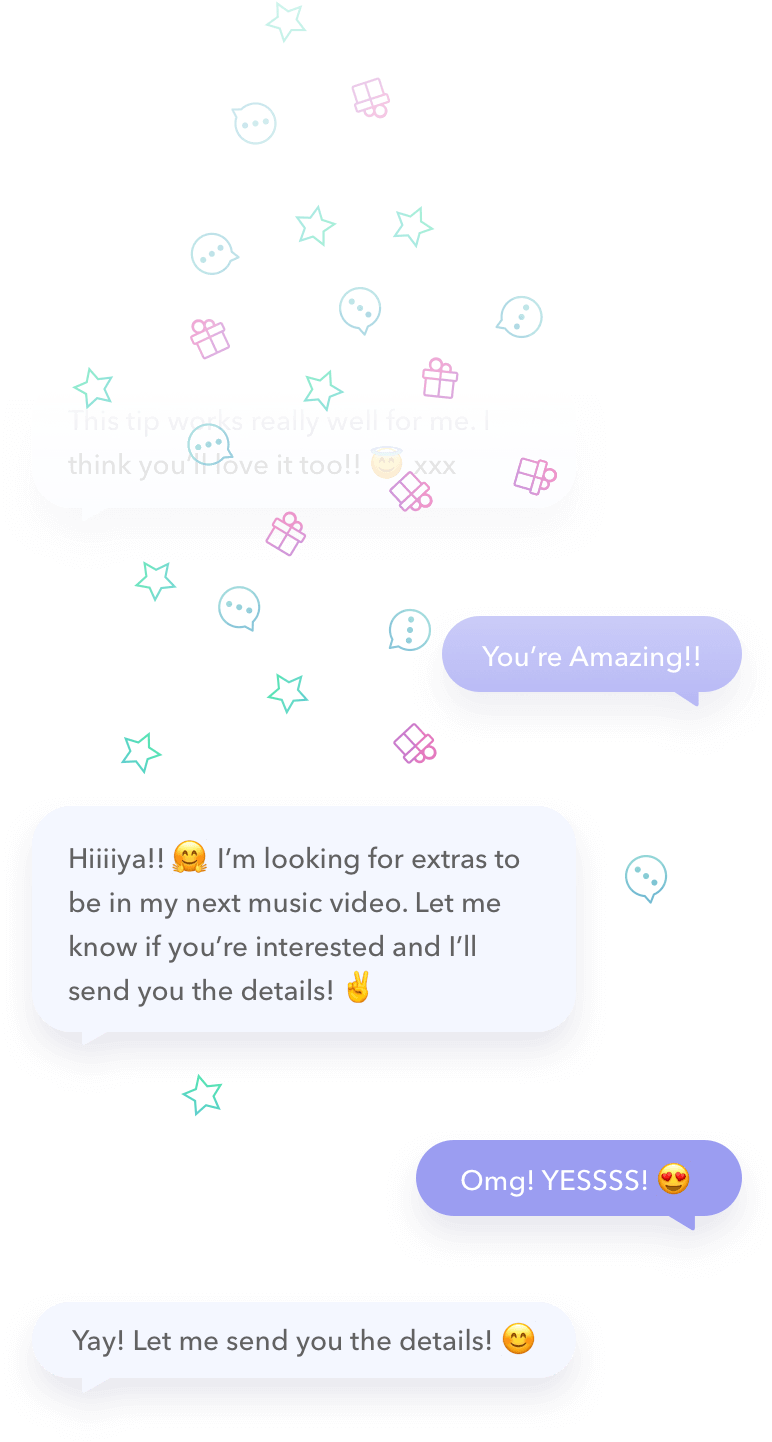 This tip works really well for me. I
think you’ll love it too!! 😇 xxx
You’re Amazing!!
Hiiiiya!! 🤗 I’m looking for extras to
be in my next music video. Let me
know if you’re interested and I’ll
send you the details! ✌️
Omg! YESSSS! 😍
Yay! Let me send you the details! 😊